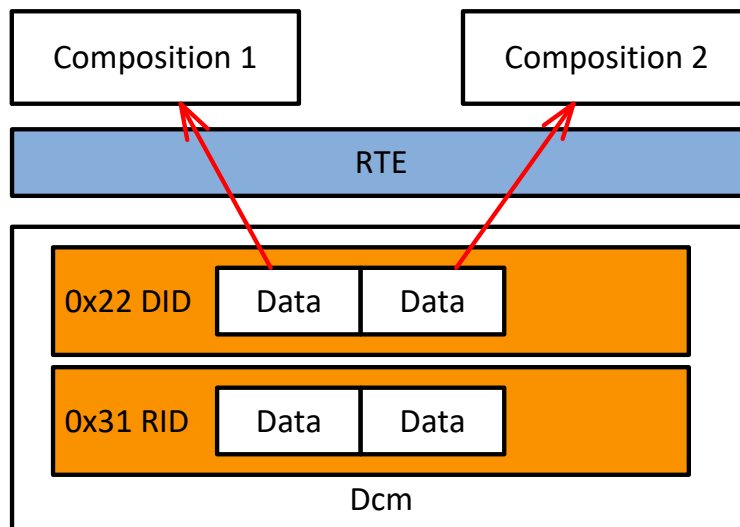 Composition 1
Composition 2
RTE
0x22 DID
Data
Data
0x31 RID
Data
Data
Dcm